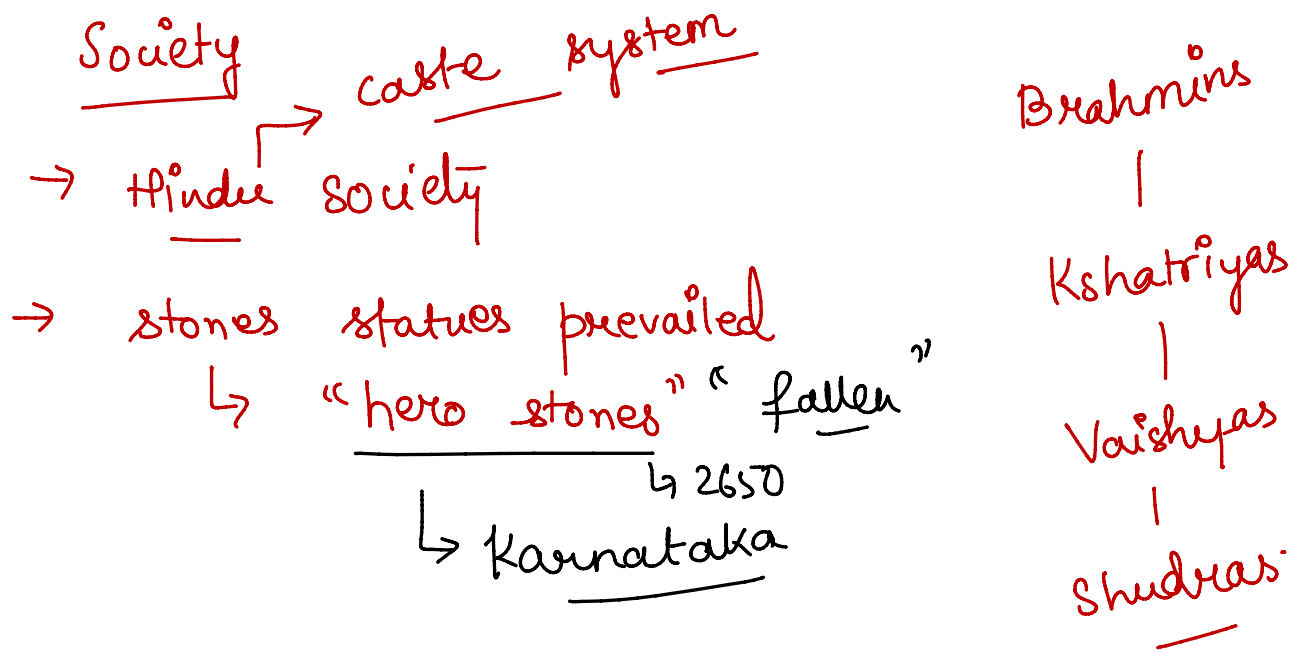 Society
caste system
→ Hindu society
→ stones statues prevailed
↳ "hero stones" "fallen"
↳ 2650
↳ Karnataka
Brahmins
Kshatriyas
Vaishyas
Shudras